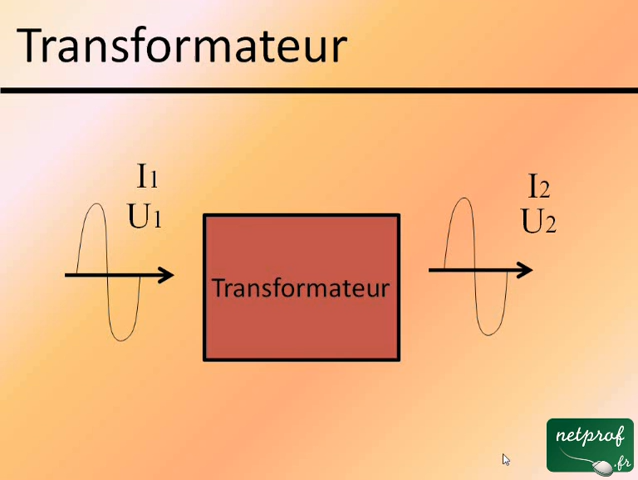 Transformateur
I1
U1
I2
U2
Transformateur
netprof
.fr